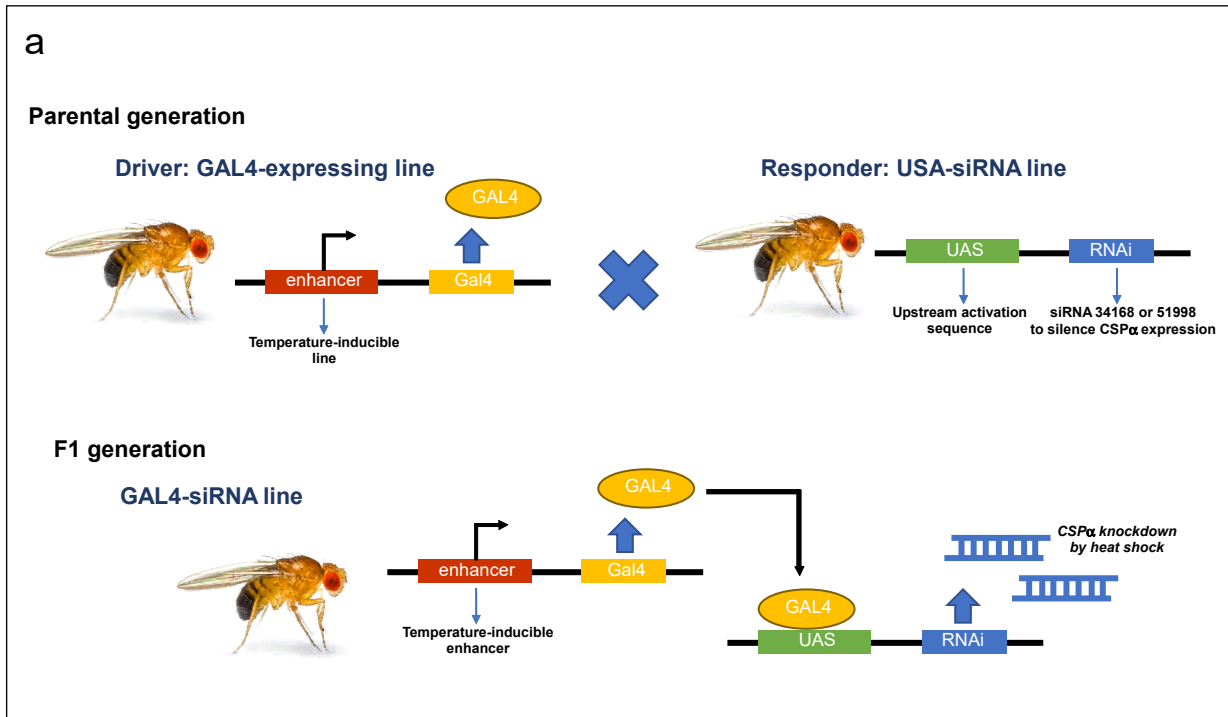 a
Parental generation
Driver: GAL4-expressing line
Responder: USA-siRNA line
GAL4
enhancer
Gal4
UAS
RNAi
Temperature-inducible
line
Upstream activation
sequence
siRNA 34168 or 51998
to silence CSPα expression
F1 generation
GAL4-siRNA line
GAL4
CSPα knockdown
by heat shock
enhancer
Gal4
GAL4
Temperature-inducible
enhancer
UAS
RNAi